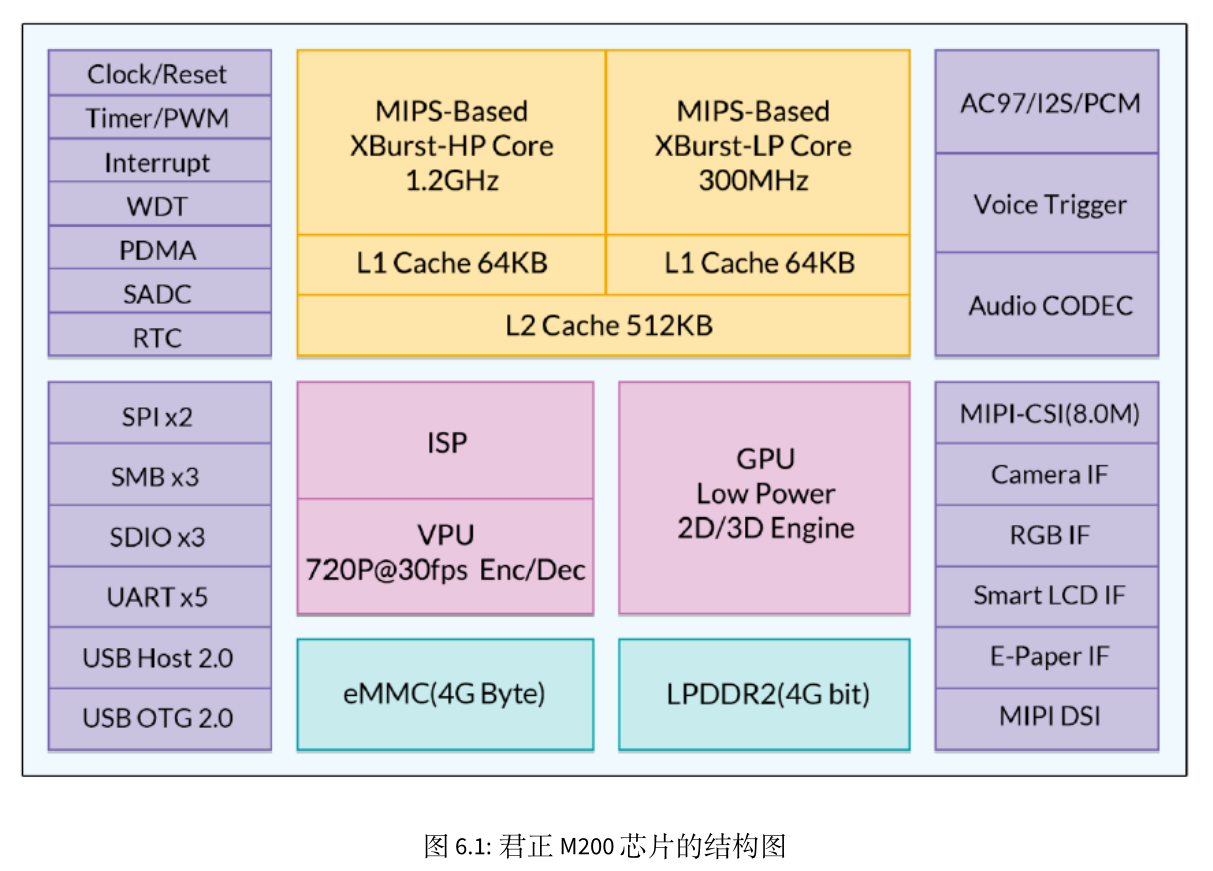 Clock/Reset
Timer/PWM
Interrupt
WDT
PDMA
SADC
RTC
MIPS-Based
XBurst-HP Core
1.2GHz
MIPS-Based
XBurst-LP Core
300MHz
L1 Cache 64KB
L1 Cache 64KB
L2 Cache 512KB
AC97/I2S/PCM
Voice Trigger
Audio CODEC
SPI x2
SMB x3
SDIO x3
UART x5
USB Host 2.0
USB OTG 2.0
ISP
VPU
720P@30fps Enc/Dec
GPU
Low Power
2D/3D Engine
eMMC(4G Byte)
LPDDR2(4G bit)
MIPI-CSI(8.0M)
Camera IF
RGB IF
Smart LCD IF
E-Paper IF
MIPI DSI
图 6.1: 君正 M200 芯片的结构图